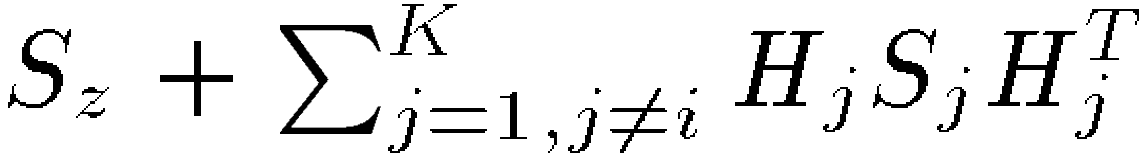 S_z + \sum_{j=1,j\neq i}^{K} H_j S_j H_j^T